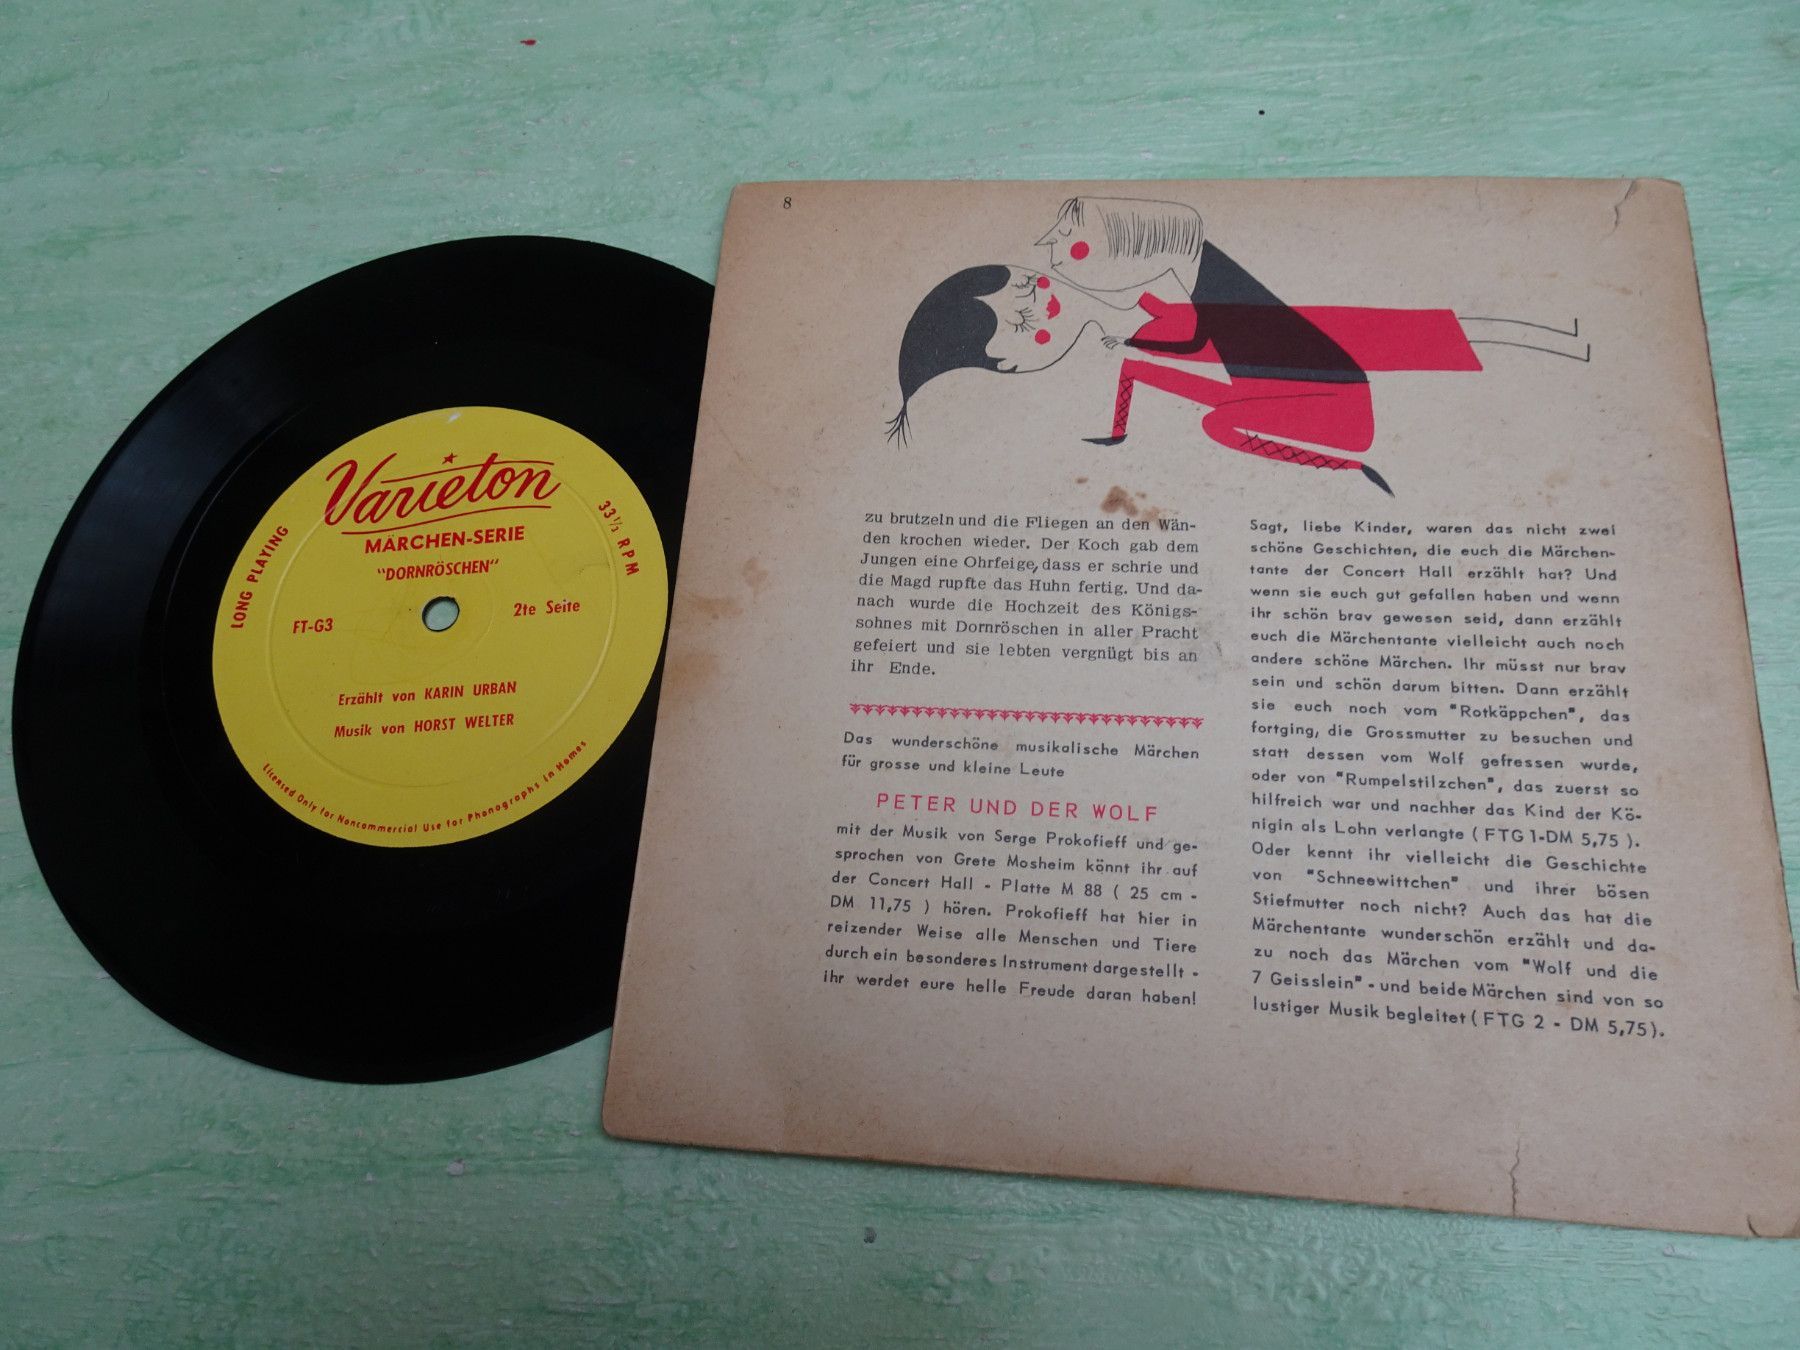 Varieton
MÄRCHEN-SERIE
"DORNRÖSCHEN"
LONG PLAYING
33 1/3 RPM
FT-G3
2te Seite
Erzählt von KARIN URBAN
Musik von HORST WELTER
Licensed Only for Noncommercial Use for Phonographs in Homes
8
zu brutzeln und die Fliegen an den Wän-
den krochen wieder. Der Koch gab dem
Jungen eine Ohrfeige, dass er schrie und
die Magd rupfte das Huhn fertig. Und da-
nach wurde die Hochzeit des Königs-
sohnes mit Dornröschen in aller Pracht
gefeiert und sie lebten vergnügt bis an
ihr Ende.
Das wunderschöne musikalische Märchen
für grosse und kleine Leute
PETER UND DER WOLF
mit der Musik von Serge Prokofieff und ge-
sprochen von Grete Mosheim könnt ihr auf
der Concert Hall - Platte M 88 ( 25 cm -
DM 11,75 ) hören. Prokofieff hat hier in
reizender Weise alle Menschen und Tiere
durch ein besonderes Instrument dargestellt -
ihr werdet eure helle Freude daran haben!
Sagt, liebe Kinder, waren das nicht zwei
schöne Geschichten, die euch die Märchen-
tante der Concert Hall erzählt hat? Und
wenn sie euch gut gefallen haben und wenn
ihr schön brav gewesen seid, dann erzählt
euch die Märchentante vielleicht auch noch
andere schöne Märchen. Ihr müsst nur brav
sein und schön darum bitten. Dann erzählt
sie euch noch vom "Rotkäppchen", das
fortging, die Grossmutter zu besuchen und
statt dessen vom Wolf gefressen wurde,
oder von "Rumpelstilzchen", das zuerst so
hilfreich war und nachher das Kind der Kö-
nigin als Lohn verlangte ( FTG 1-DM 5,75 ).
Oder kennt ihr vielleicht die Geschichte
von "Schneewittchen" und ihrer bösen
Stiefmutter noch nicht? Auch das hat die
Märchentante wunderschön erzählt und da-
zu noch das Märchen vom "Wolf und die
7 Geisslein" - und beide Märchen sind von so
lustiger Musik begleitet ( FTG 2 - DM 5,75).